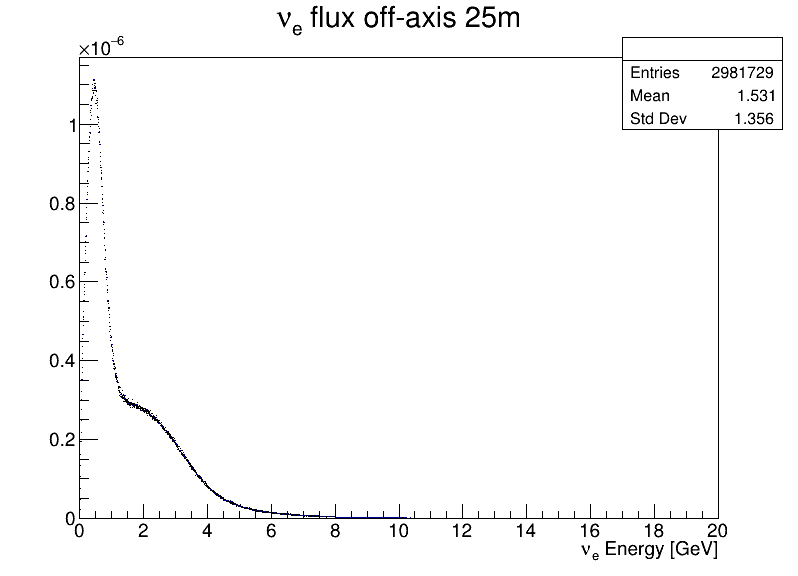 νe flux off-axis 25m
×10−6
Entries 2981729
Mean 1.531
Std Dev 1.356
1
0.8
0.6
0.4
0.2
0
0 2 4 6 8 10 12 14 16 18 20
νe Energy [GeV]